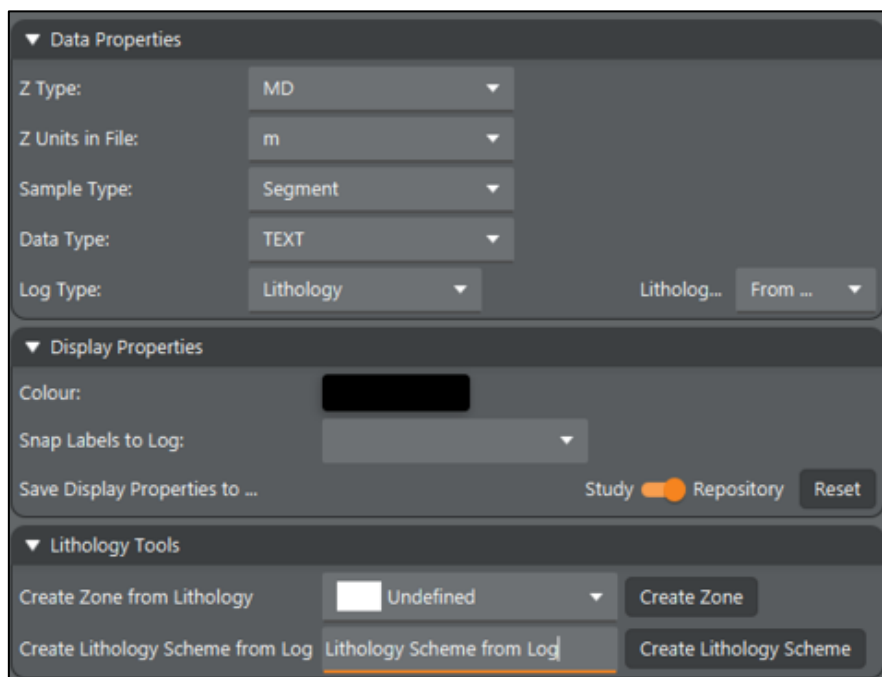 Data Properties
Z Type: MD
Z Units in File: m
Sample Type: Segment
Data Type: TEXT
Log Type: Lithology Litholog... From ...
Display Properties
Colour:
Snap Labels to Log:
Save Display Properties to ... Study Repository Reset
Lithology Tools
Create Zone from Lithology Undefined Create Zone
Create Lithology Scheme from Log Lithology Scheme from Log Create Lithology Scheme